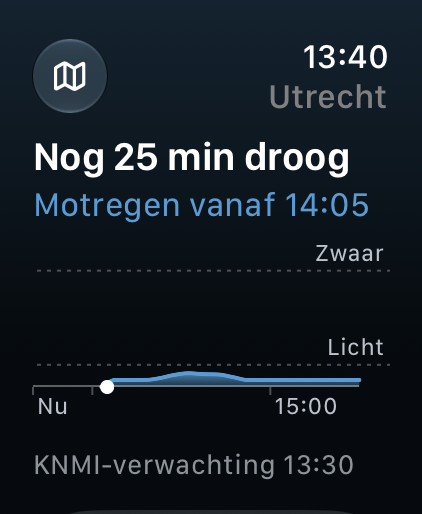 13:40
Utrecht
Nog 25 min droog
Motregen vanaf 14:05
Zwaar
Licht
Nu
15:00
KNMI-verwachting 13:30